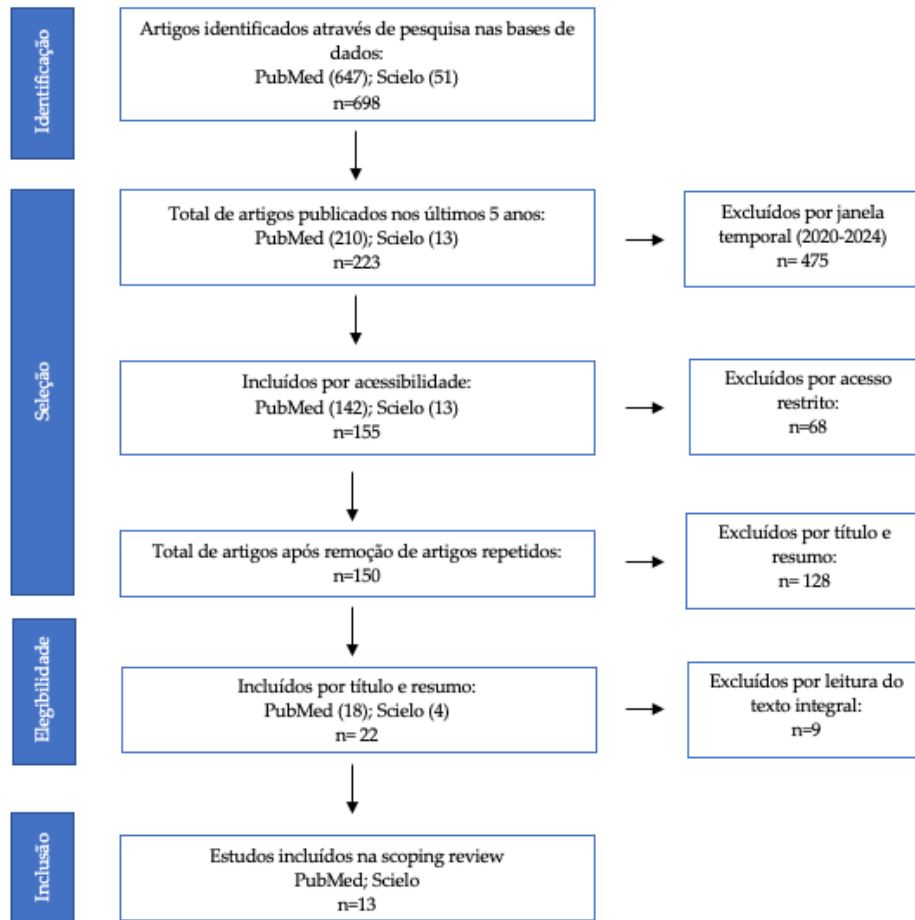 Identificação
Artigos identificados através de pesquisa nas bases de
dados:
PubMed (647); Scielo (51)
n=698
Seleção
Total de artigos publicados nos últimos 5 anos:
PubMed (210); Scielo (13)
n=223
Excluídos por janela
temporal (2020-2024)
n= 475
Incluídos por acessibilidade:
PubMed (142); Scielo (13)
n=155
Excluídos por acesso
restrito:
n=68
Total de artigos após remoção de artigos repetidos:
n=150
Excluídos por título e
resumo:
n= 128
Elegibilidade
Incluídos por título e resumo:
PubMed (18); Scielo (4)
n= 22
Excluídos por leitura do
texto integral:
n=9
Inclusão
Estudos incluídos na scoping review
PubMed; Scielo
n=13